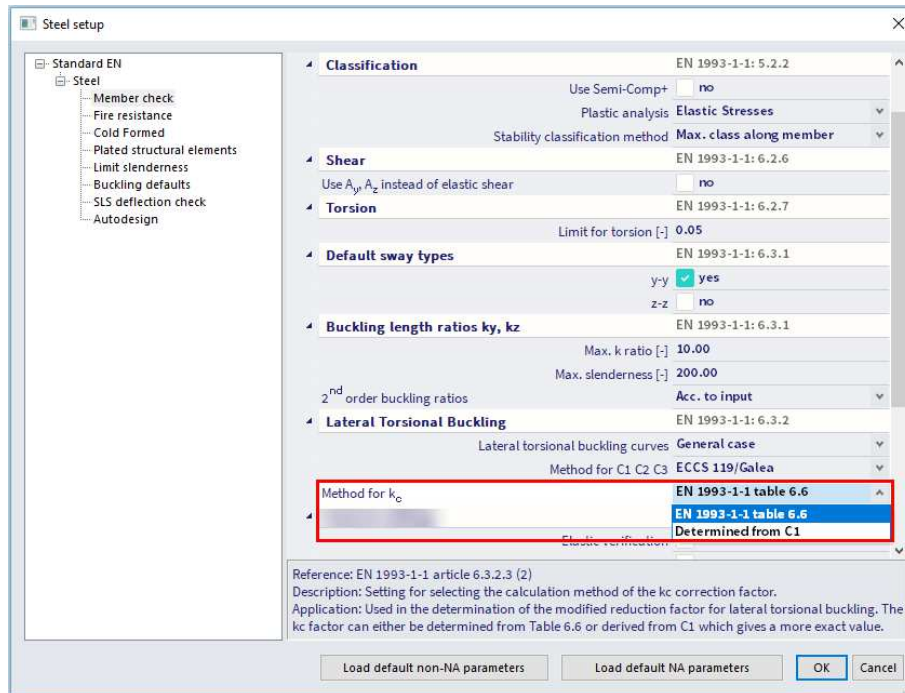 Steel setup
Standard EN
Steel
Member check
Fire resistance
Cold Formed
Plated structural elements
Limit slenderness
Buckling defaults
SLS deflection check
Autodesign
Classification EN 1993-1-1: 5.2.2
Use Semi-Comp+ no
Plastic analysis Elastic Stresses
Stability classification method Max. class along member
Shear EN 1993-1-1: 6.2.6
Use Ay, Az instead of elastic shear no
Torsion EN 1993-1-1: 6.2.7
Limit for torsion [-] 0.05
Default sway types EN 1993-1-1: 6.3.1
y-y yes
z-z no
Buckling length ratios ky, kz EN 1993-1-1: 6.3.1
Max. k ratio [-] 10.00
Max. slenderness [-] 200.00
2nd order buckling ratios Acc. to input
Lateral Torsional Buckling EN 1993-1-1: 6.3.2
Lateral torsional buckling curves General case
Method for C1 C2 C3 ECCS 119/Galea
Method for kc EN 1993-1-1 table 6.6
EN 1993-1-1 table 6.6
Determined from C1
Elastic verification
Reference: EN 1993-1-1 article 6.3.2.3 (2)
Description: Setting for selecting the calculation method of the kc correction factor.
Application: Used in the determination of the modified reduction factor for lateral torsional buckling. The
kc factor can either be determined from Table 6.6 or derived from C1 which gives a more exact value.
Load default non-NA parameters Load default NA parameters OK Cancel